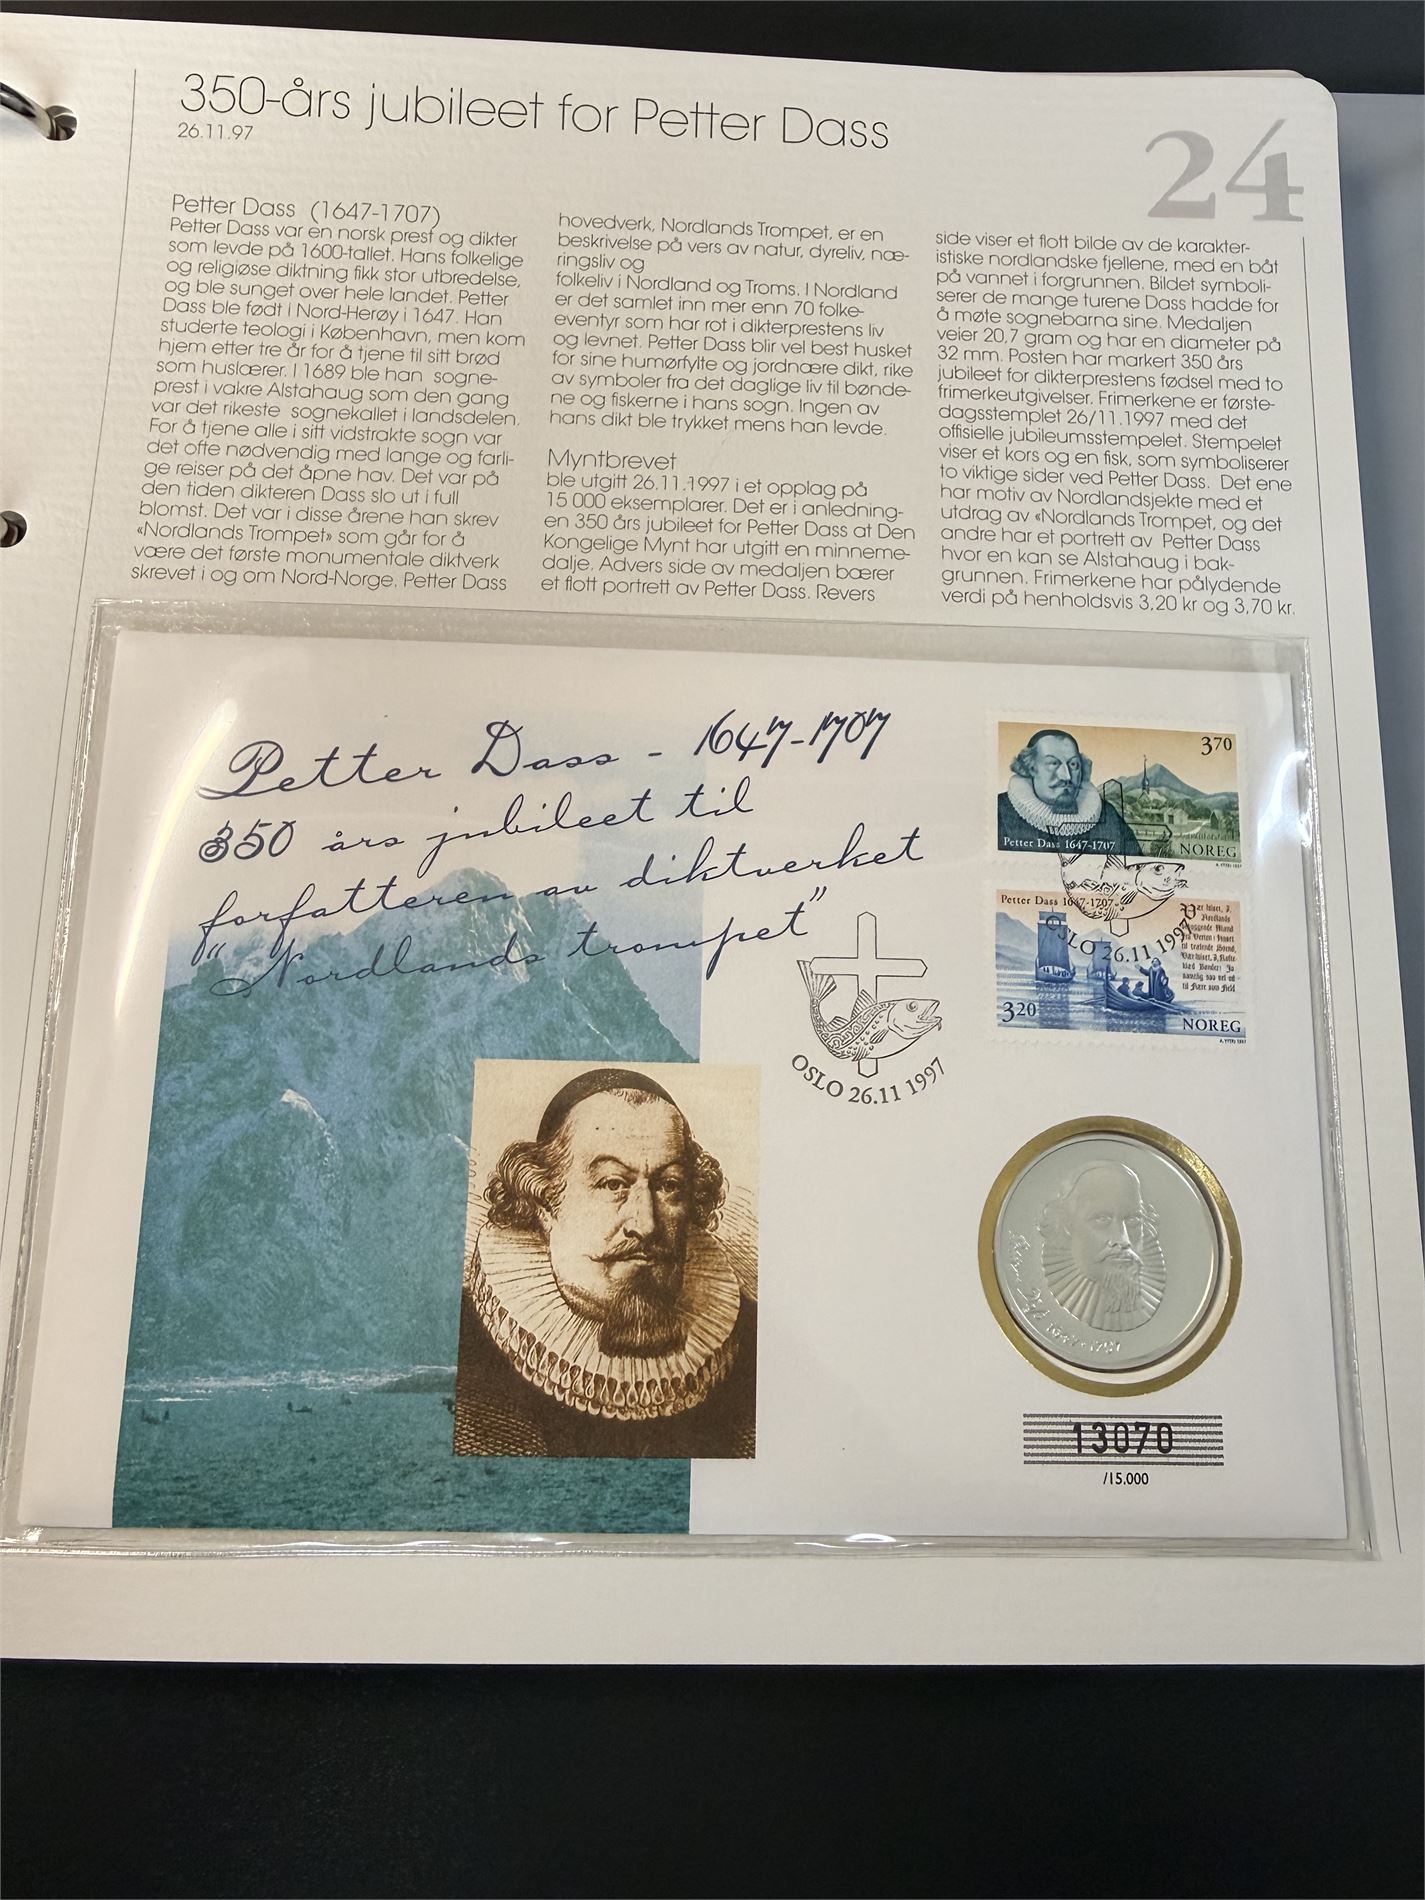 350-års jubileet for Petter Dass
26.11.97
24
Petter Dass (1647-1707)
Petter Dass var en norsk prest og dikter
som levde på 1600-tallet. Hans folkelige
og religiøse diktning fikk stor utbredelse,
og ble sunget over hele landet. Petter
Dass ble født i Nord-Herøy i 1647. Han
studerte teologi i København, men kom
hjem etter tre år for å tjene til sitt brød
som huslærer. I 1689 ble han sogne-
prest i vakre Alstahaug som den gang
var det rikeste sognekallet i landsdelen.
For å tjene alle i sitt vidstrakte sogn var
det ofte nødvendig med lange og farli-
ge reiser på det åpne hav. Det var på
den tiden dikteren Dass slo ut i full
blomst. Det var i disse årene han skrev
«Nordlands Trompet» som går for å
være det første monumentale diktverk
skrevet i og om Nord-Norge. Petter Dass
hovedverk, Nordlands Trompet, er en
beskrivelse på vers av natur, dyreliv, næ-
ringsliv og
folkeliv i Nordland og Troms. I Nordland
er det samlet inn mer enn 70 folke-
eventyr som har rot i dikterprestens liv
og levnet. Petter Dass blir vel best husket
for sine humørfylte og jordnære dikt, rike
av symboler fra det daglige liv til bønde-
ne og fiskerne i hans sogn. Ingen av
hans dikt ble trykket mens han levde.
Myntbrevet
ble utgitt 26.11.1997 i et opplag på
15 000 eksemplarer. Det er i anledning-
en 350 års jubileet for Petter Dass at Den
Kongelige Mynt har utgitt en minneme-
dalje. Advers side av medaljen bærer
et flott portrett av Petter Dass. Revers
side viser et flott bilde av de karakter-
istiske nordlandske fjellene, med en båt
på vannet i forgrunnen. Bildet symboli-
serer de mange turene Dass hadde for
å møte sognebarna sine. Medaljen
veier 20,7 gram og har en diameter på
32 mm. Posten har markert 350 års
jubileet for dikterprestens fødsel med to
frimerkeutgivelser. Frimerkene er første-
dagsstemplet 26/11.1997 med det
offisielle jubileumsstempelet. Stempelet
viser et kors og en fisk, som symboliserer
to viktige sider ved Petter Dass. Det ene
har motiv av Nordlandsjekte med et
utdrag av «Nordlands Trompet, og det
andre har et portrett av Petter Dass
hvor en kan se Alstahaug i bak-
grunnen. Frimerkene har pålydende
verdi på henholdsvis 3,20 kr og 3,70 kr.
Petter Dass - 1647-1707
350 års jubileet til
forfatteren av diktverket
"Nordlands trompet"
370
Petter Dass 1647-1707
NOREG
Petter Dass 1647-1707
320
NOREG
OSLO 26.11 1997
OSLO 26.11 1997
1647-1707
13070
/15.000